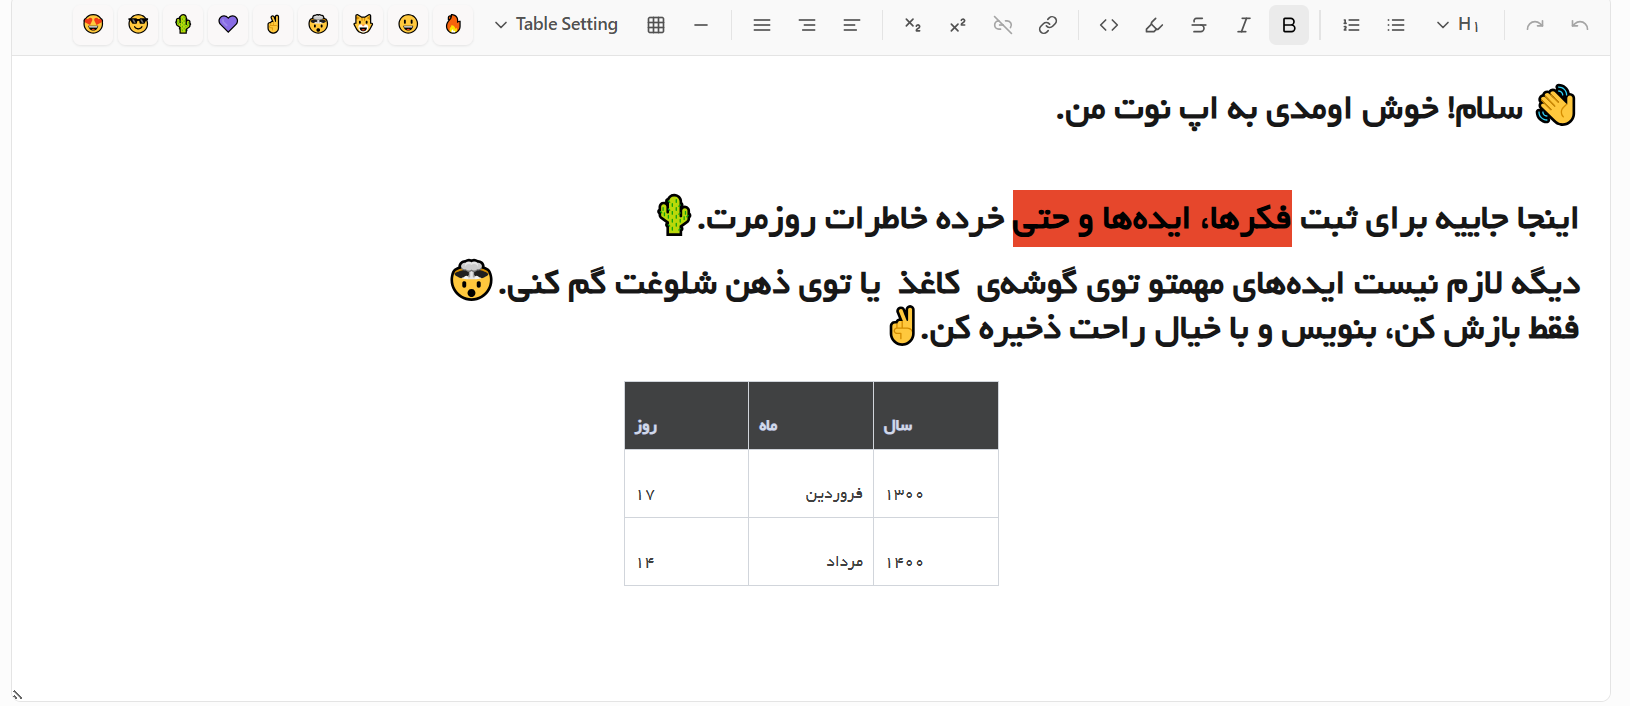 Table Setting
H۱
👋 سلام! خوش اومدی به اپ نوت من.
اینجا جاییه برای ثبت فکرها، ایده‌ها و حتی خرده خاطرات روزمرت.🌵
دیگه لازم نیست ایده‌های مهمتو توی گوشه‌ی کاغذ یا توی ذهن شلوغت گم کنی.🤯
فقط بازش کن، بنویس و با خیال راحت ذخیره کن.✌️
سال ماه روز
۱۳۰۰ فروردین ۱۷
۱۴۰۰ مرداد ۱۴